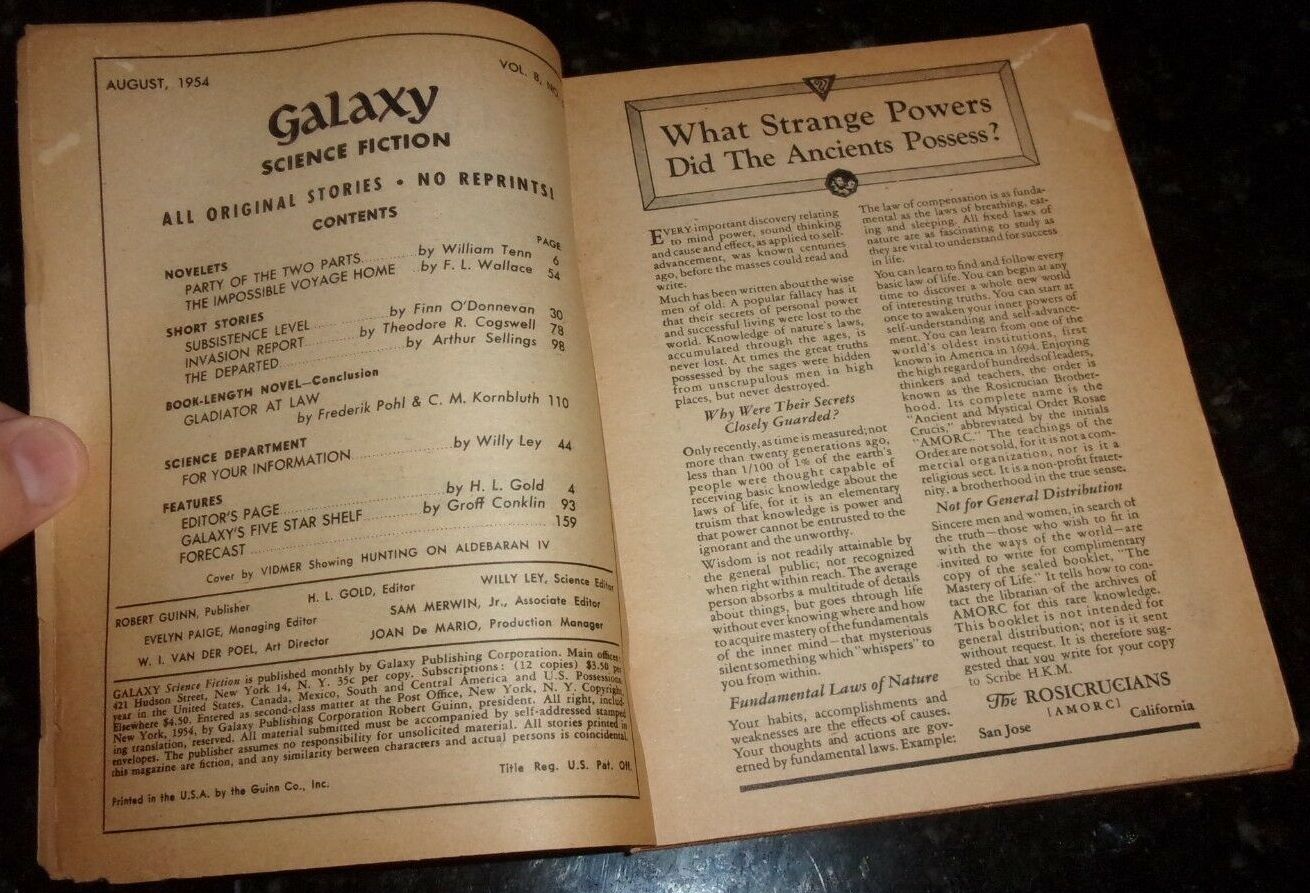 AUGUST, 1954
VOL. 8, NO.
Galaxy
SCIENCE FICTION
ALL ORIGINAL STORIES • NO REPRINTS!
CONTENTS
PAGE
NOVELETS
PARTY OF THE TWO PARTS..........by William Tenn 6
THE IMPOSSIBLE VOYAGE HOME ..by F. L. Wallace 54
SHORT STORIES
SUBSISTENCE LEVEL..........by Finn O'Donnevan 30
INVASION REPORT..........by Theodore R. Cogswell 78
THE DEPARTED..........by Arthur Sellings 98
BOOK-LENGTH NOVEL—Conclusion
GLADIATOR AT LAW
by Frederik Pohl & C. M. Kornbluth 110
SCIENCE DEPARTMENT
FOR YOUR INFORMATION..........by Willy Ley 44
FEATURES
EDITOR'S PAGE..........by H. L. Gold 4
GALAXY'S FIVE STAR SHELF..........by Groff Conklin 93
FORECAST..........159
Cover by VIDMER Showing HUNTING ON ALDEBARAN IV
ROBERT GUINN, Publisher
H. L. GOLD, Editor
WILLY LEY, Science Editor
EVELYN PAIGE, Managing Editor
SAM MERWIN, Jr., Associate Editor
W. I. VAN DER POEL, Art Director
JOAN De MARIO, Production Manager
GALAXY Science Fiction is published monthly by Galaxy Publishing Corporation. Main offices:
421 Hudson Street, New York 14, N. Y. 35c per copy. Subscriptions: (12 copies) $3.50 per
year in the United States, Canada, Mexico, South and Central America and U.S. Possessions.
Elsewhere $4.50. Entered as second-class matter at the Post Office, New York, N. Y. Copyright,
New York, 1954, by Galaxy Publishing Corporation Robert Guinn, president. All right, includ-
ing translation, reserved. All material submitted must be accompanied by self-addressed stamped
envelopes. The publisher assumes no responsibility for unsolicited material. All stories printed in
this magazine are fiction, and any similarity between characters and actual persons is coincidental.
Printed in the U.S.A. by the Guinn Co., Inc.
Title Reg. U.S. Pat. Off.
What Strange Powers
Did The Ancients Possess?
EVERY important discovery relating
to mind power, sound thinking
and cause and effect, as applied to self-
advancement, was known centuries
ago, before the masses could read and
write.
Much has been written about the wise
men of old. A popular fallacy has it
that their secrets of personal power
and successful living were lost to the
world. Knowledge of nature's laws,
accumulated through the ages, is
never lost. At times the great truths
possessed by the sages were hidden
from unscrupulous men in high
places, but never destroyed.
Why Were Their Secrets
Closely Guarded?
Only recently, as time is measured; not
more than twenty generations ago,
less than 1/100 of 1% of the earth's
people were thought capable of
receiving basic knowledge about the
laws of life, for it is an elementary
truism that knowledge is power and
that power cannot be entrusted to the
ignorant and the unworthy.
Wisdom is not readily attainable by
the general public; nor recognized
when right within reach. The average
person absorbs a multitude of details
about things, but goes through life
without ever knowing where and how
to acquire mastery of the fundamentals
of the inner mind—that mysterious
silent something which "whispers" to
you from within.
Fundamental Laws of Nature
Your habits, accomplishments and
weaknesses are the effects of causes.
Your thoughts and actions are gov-
erned by fundamental laws. Example:
The law of compensation is as funda-
mental as the laws of breathing, eat-
ing and sleeping. All fixed laws of
nature are as fascinating to study as
they are vital to understand for success
in life.
You can learn to find and follow every
basic law of life. You can begin at any
time to discover a whole new world
of interesting truths. You can start at
once to awaken your inner powers of
self-understanding and self-advance-
ment. You can learn from one of the
world's oldest institutions, first
known in America in 1694. Enjoying
the high regard of hundreds of leaders,
thinkers and teachers, the order is
known as the Rosicrucian Brother-
hood. Its complete name is the
"Ancient and Mystical Order Rosae
Crucis," abbreviated by the initials
"AMORC." The teachings of the
Order are not sold, for it is not a com-
mercial organization, nor is it a
religious sect. It is a non-profit frater-
nity, a brotherhood in the true sense.
Not for General Distribution
Sincere men and women, in search of
the truth—those who wish to fit in
with the ways of the world—are
invited to write for complimentary
copy of the sealed booklet, "The
Mastery of Life." It tells how to con-
tact the librarian of the archives of
AMORC for this rare knowledge.
This booklet is not intended for
general distribution; nor is it sent
without request. It is therefore sug-
gested that you write for your copy
to Scribe H.K.M.
The ROSICRUCIANS
[AMORC]
San Jose California